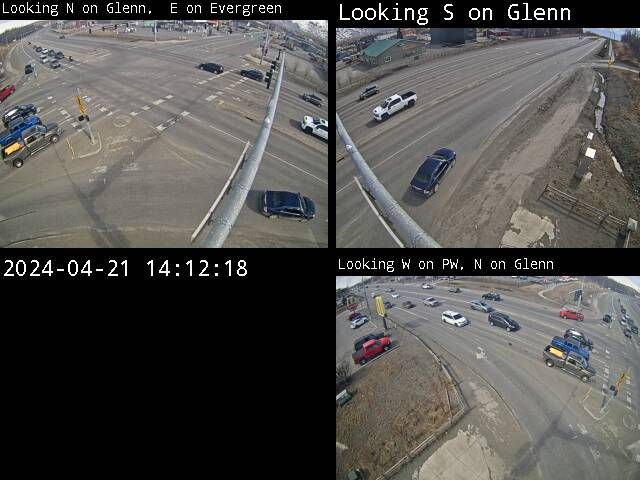 Looking N on Glenn,  E on Evergreen
Looking S on Glenn
2024-04-21 14:12:18
Looking W on PW, N on Glenn